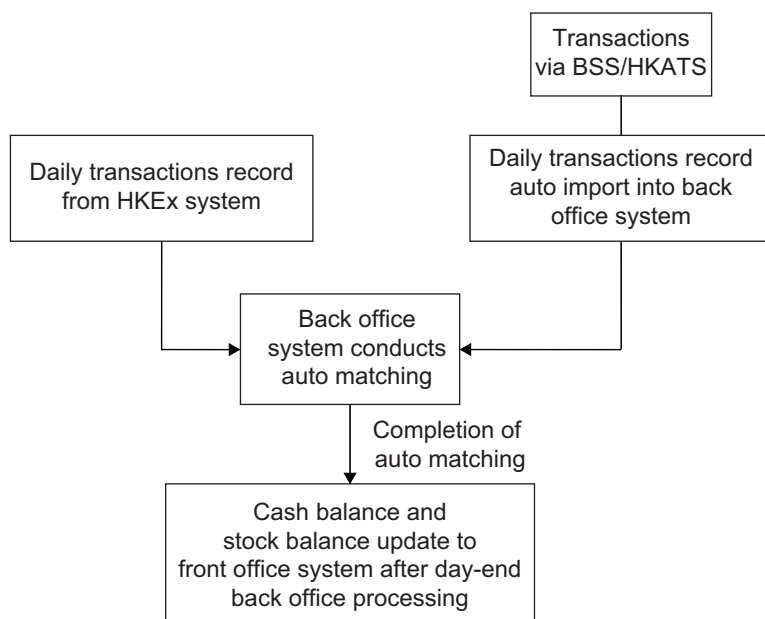 Transactions
via BSS/HKATS
Daily transactions record
from HKEx system
Daily transactions record
auto import into back
office system
Back office
system conducts
auto matching
Completion of
auto matching
Cash balance and
stock balance update to
front office system after day-end
back office processing